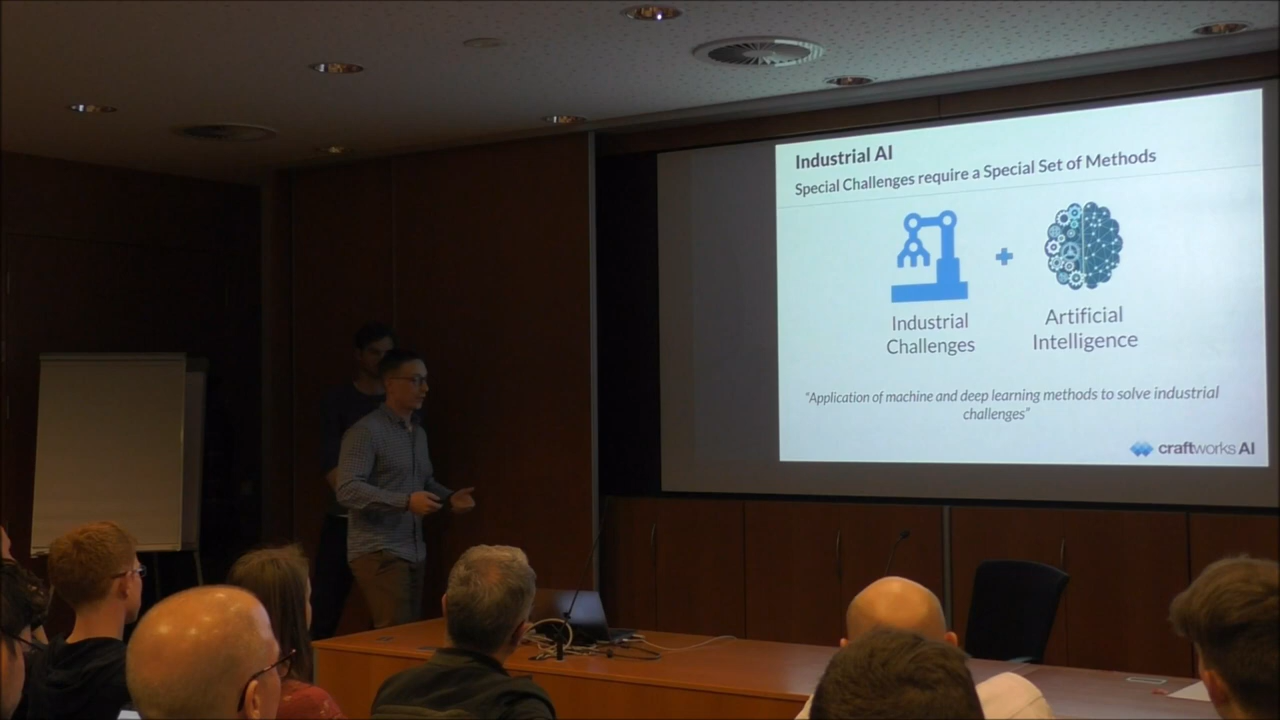 Industrial AI
Special Challenges require a Special Set of Methods
Industrial
Challenges
Artificial
Intelligence
“Application of machine and deep learning methods to solve industrial
challenges”
craftworks AI